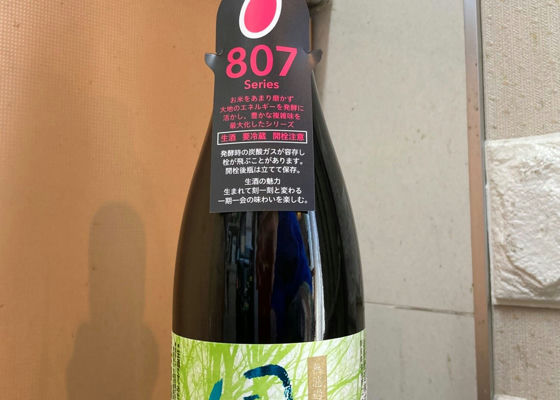 807
Series
お米をあまり磨かず
大地のエネルギーを発酵に
活かし、豊かな複雑味を
最大化したシリーズ
生酒 要冷蔵 開栓注意
発酵時の炭酸ガスが容存し
栓が飛ぶことがあります。
開栓後瓶は立てて保存。
生酒の魅力
生まれて刻一刻と変わる
一期一会の味わいを楽しむ。